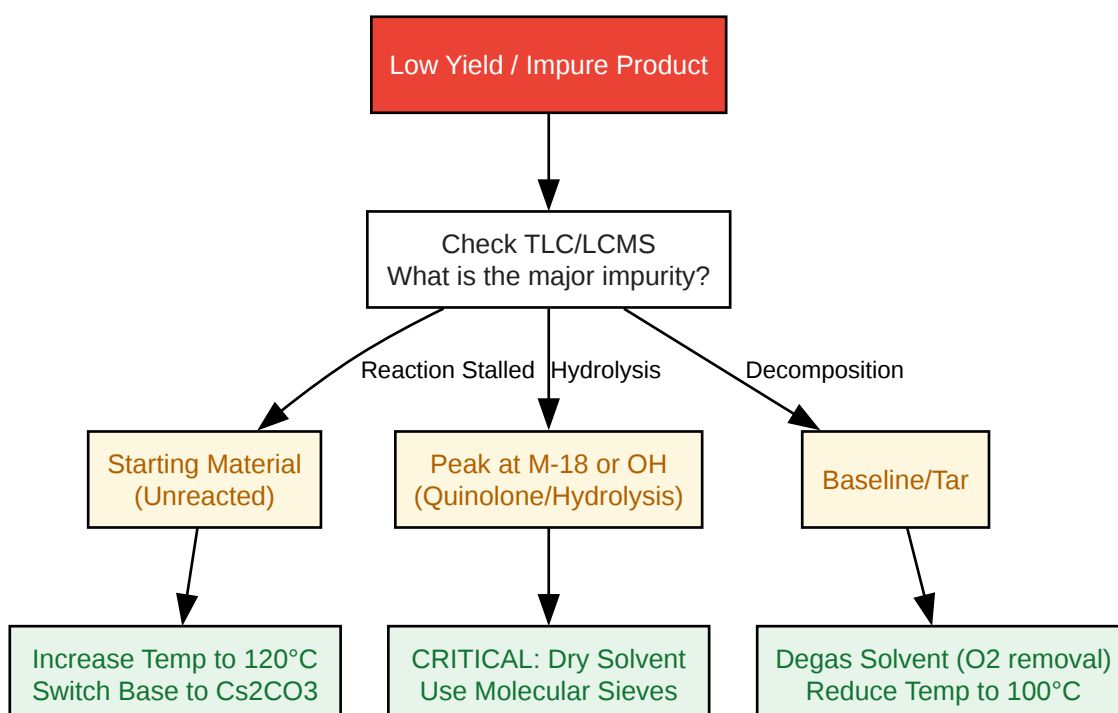 Low Yield / Impure Product
Check TLC/LCMS
What is the major impurity?
Reaction Stalled
Hydrolysis
Decomposition
Starting Material
(Unreacted)
Peak at M-18 or OH
(Quinolone/Hydrolysis)
Baseline/Tar
Increase Temp to 120°C
Switch Base to Cs2CO3
CRITICAL: Dry Solvent
Use Molecular Sieves
Degas Solvent (O2 removal)
Reduce Temp to 100°C